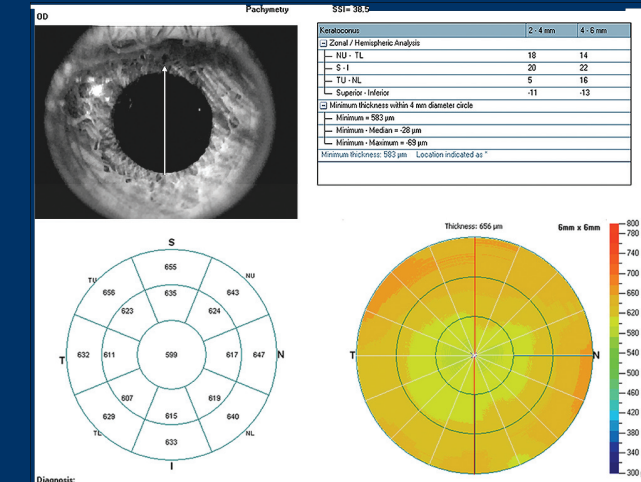 Pachymetry SSI= 38.5
OD
Keratoconus 2 - 4 mm 4 - 6 mm
Zonal / Hemispheric Analysis
NU - TL 18 14
S - I 20 22
TU - NL 5 16
Superior - Inferior -11 -13
Minimum thickness within 4 mm diameter circle
Minimum = 583 µm
Minimum - Median = -28 µm
Minimum - Maximum = -69 µm
Minimum thickness: 583 µm Location indicated as *
S
TU NU
655
656 635 643
623 624
T 632 611 599 617 647 N
607 619
629 615 640
TL 633 NL
I
Thickness: 656 µm 6mm x 6mm
T N
800
780
740
700
660
620
580
540
500
460
420
380
340
300
Diagnosis: